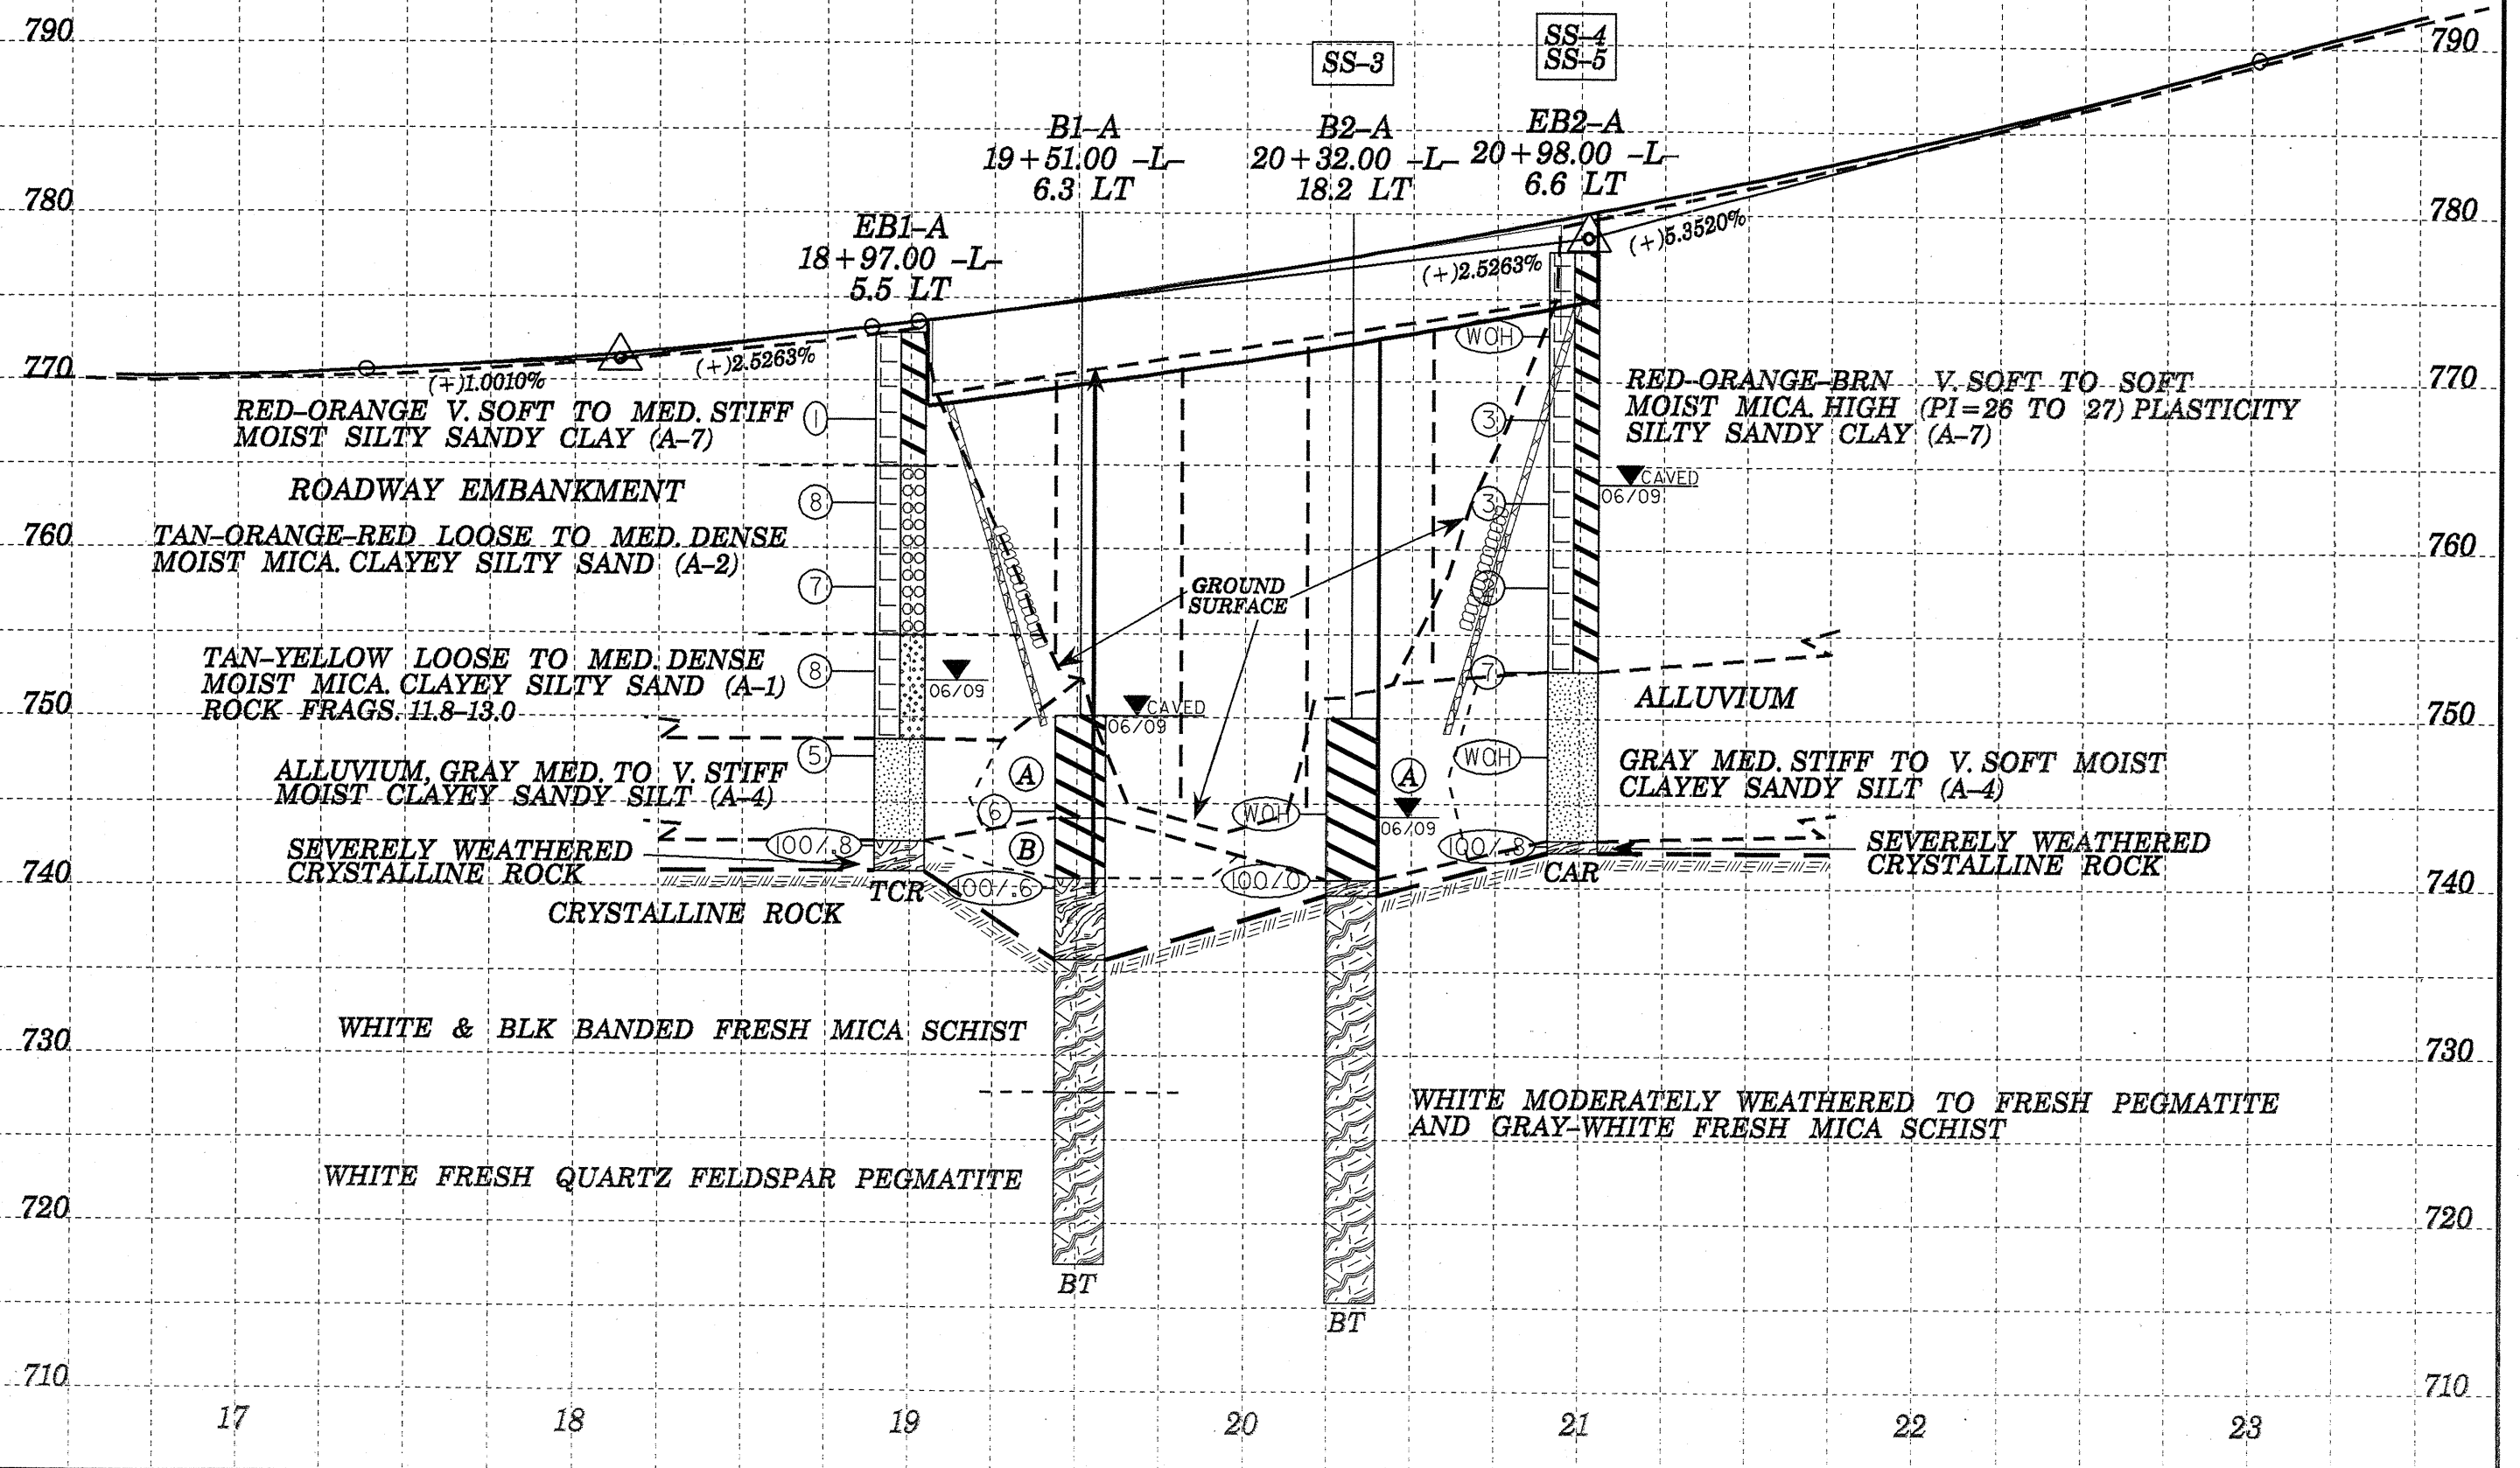 790
790
SS-4
SS-5
SS-3
B1-A
19+51.00 -L-
6.3 LT
B2-A
20+32.00 -L-
18.2 LT
EB2-A
20+98.00 -L-
6.6 LT
780
780
EB1-A
18+97.00 -L-
5.5 LT
(+)5.3520%
(+)2.5263%
(+)2.5263%
(+)1.0010%
770
770
WOH
RED-ORANGE V. SOFT TO MED. STIFF
MOIST SILTY SANDY CLAY (A-7)
1
3
RED-ORANGE-BRN V. SOFT TO SOFT
MOIST MICA. HIGH (PI=26 TO 27) PLASTICITY
SILTY SANDY CLAY (A-7)
ROADWAY EMBANKMENT
8
3
CAVED
06/09
760
760
TAN-ORANGE-RED LOOSE TO MED. DENSE
MOIST MICA. CLAYEY SILTY SAND (A-2)
7
GROUND
SURFACE
2
TAN-YELLOW LOOSE TO MED. DENSE
MOIST MICA. CLAYEY SILTY SAND (A-1)
ROCK FRAGS. 11.8-13.0
8
06/09
7
750
750
CAVED
06/09
ALLUVIUM
5
ALLUVIUM, GRAY MED. TO V. STIFF
MOIST CLAYEY SANDY SILT (A-4)
A
6
B
WOH
A
06/09
WOH
GRAY MED. STIFF TO V. SOFT MOIST
CLAYEY SANDY SILT (A-4)
100/.8
100/.8
SEVERELY WEATHERED
CRYSTALLINE ROCK
SEVERELY WEATHERED
CRYSTALLINE ROCK
740
740
TCR
100/.6
100/0
CAR
CRYSTALLINE ROCK
WHITE & BLK BANDED FRESH MICA SCHIST
730
730
WHITE MODERATELY WEATHERED TO FRESH PEGMATITE
AND GRAY-WHITE FRESH MICA SCHIST
WHITE FRESH QUARTZ FELDSPAR PEGMATITE
720
720
BT
BT
710
710
17
18
19
20
21
22
23